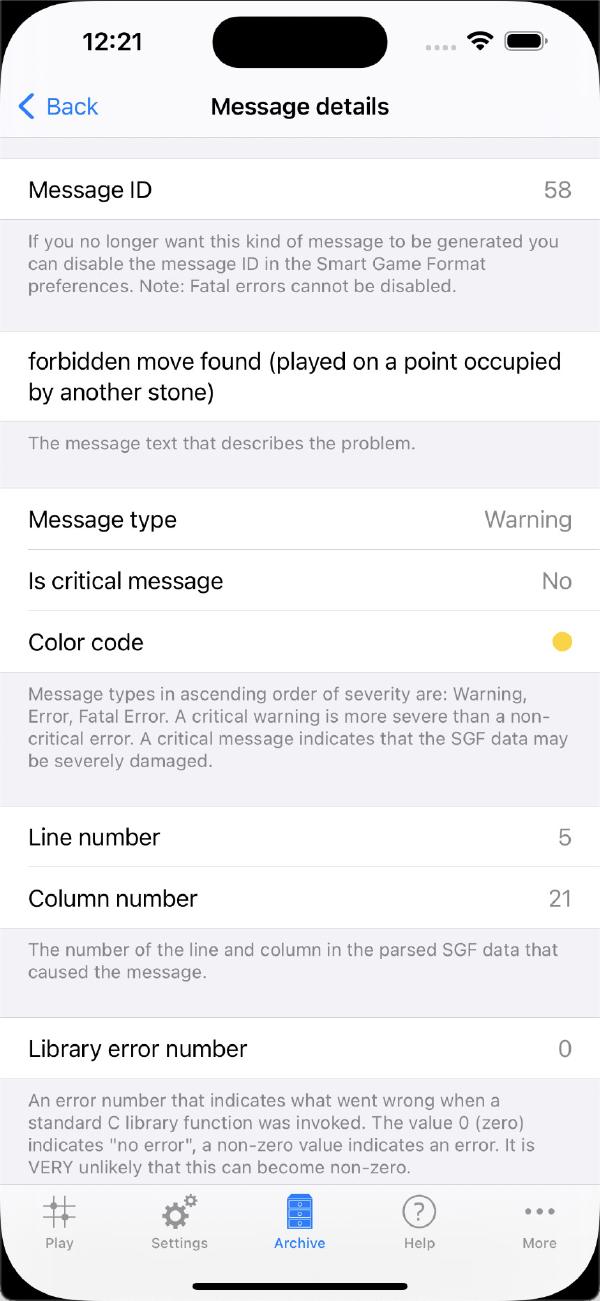 12:21
Back
Message details
Message ID 58
If you no longer want this kind of message to be generated you
can disable the message ID in the Smart Game Format
preferences. Note: Fatal errors cannot be disabled.
forbidden move found (played on a point occupied
by another stone)
The message text that describes the problem.
Message type Warning
Is critical message No
Color code
Message types in ascending order of severity are: Warning,
Error, Fatal Error. A critical warning is more severe than a non-
critical error. A critical message indicates that the SGF data may
be severely damaged.
Line number 5
Column number 21
The number of the line and column in the parsed SGF data that
caused the message.
Library error number 0
An error number that indicates what went wrong when a
standard C library function was invoked. The value 0 (zero)
indicates "no error", a non-zero value indicates an error. It is
VERY unlikely that this can become non-zero.
Play Settings Archive Help More